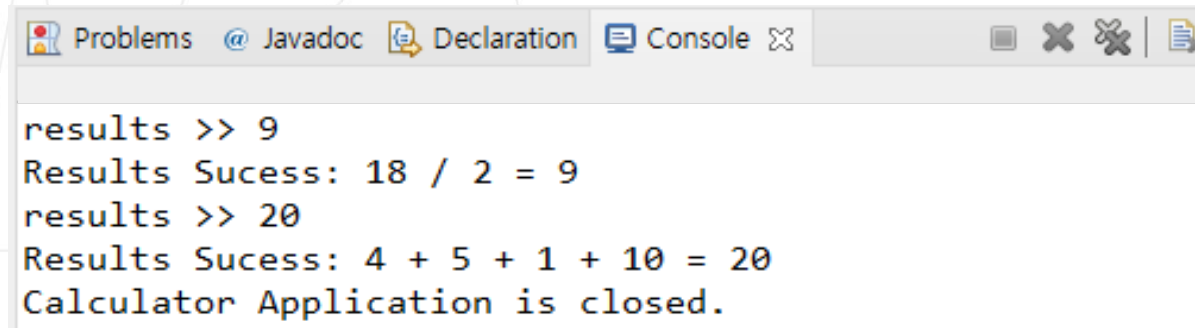 Problems @ Javadoc Declaration Console
results >> 9
Results Sucess: 18 / 2 = 9
results >> 20
Results Sucess: 4 + 5 + 1 + 10 = 20
Calculator Application is closed.